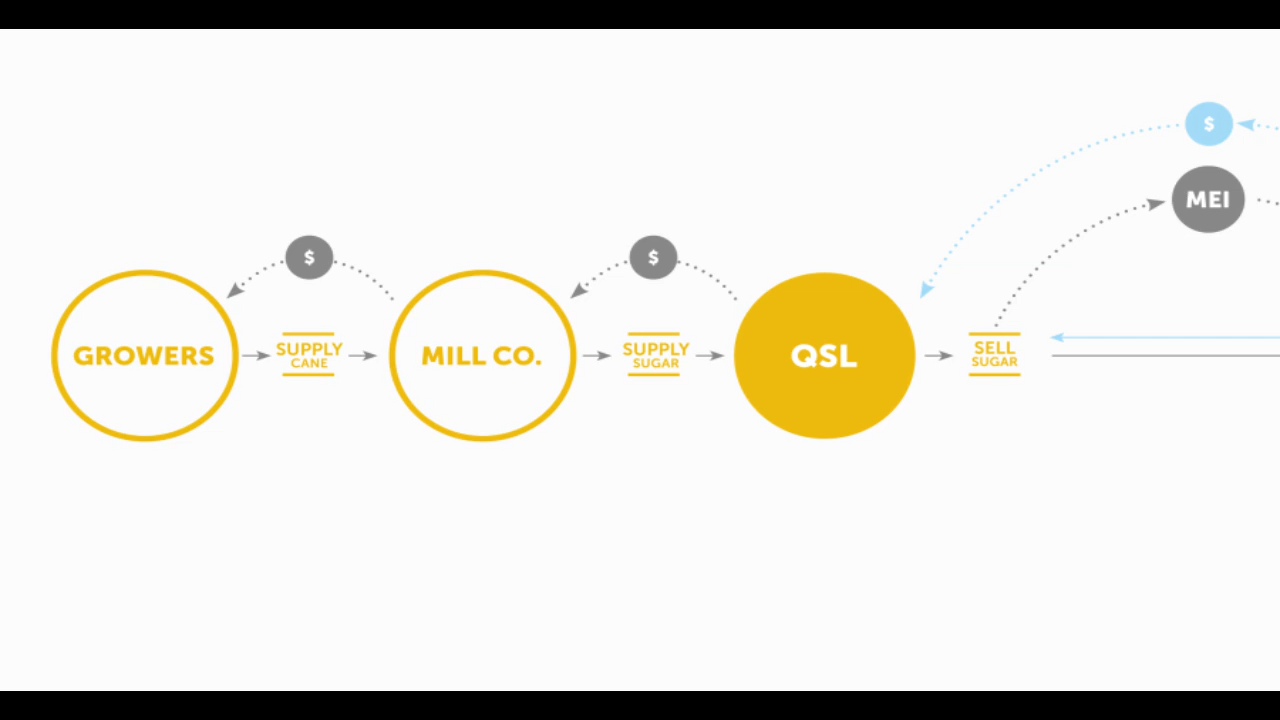 $
MEI
$
$
GROWERS
SUPPLY
CANE
MILL CO.
SUPPLY
SUGAR
QSL
SELL
SUGAR